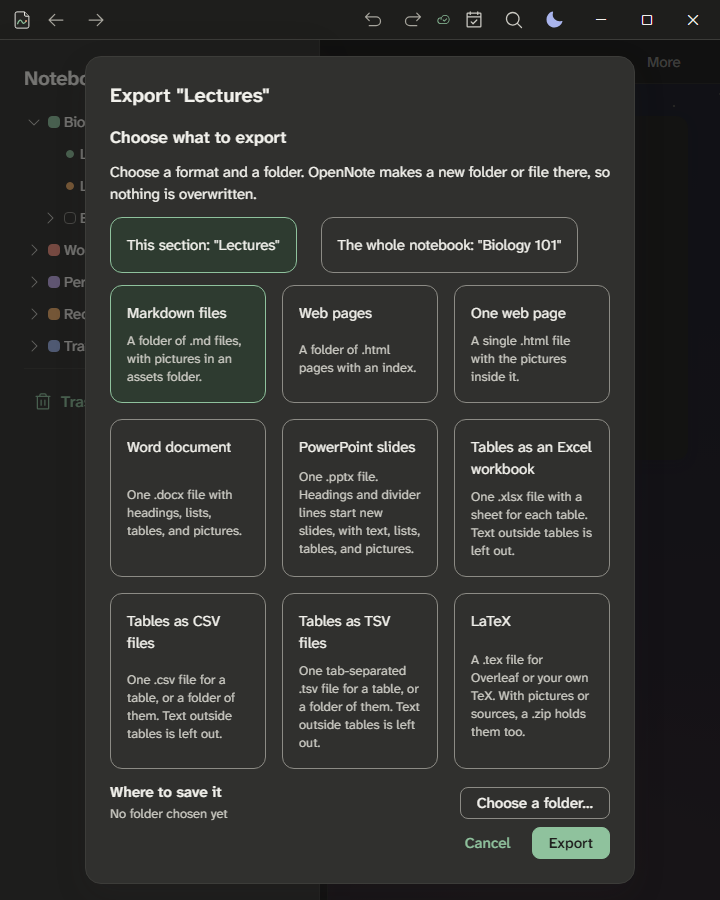 More
Notebo
Bio
L
L
E
Wo
Per
Rec
Tra
Tra
Export "Lectures"
Choose what to export
Choose a format and a folder. OpenNote makes a new folder or file there, so
nothing is overwritten.
This section: "Lectures"
The whole notebook: "Biology 101"
Markdown files
A folder of .md files,
with pictures in an
assets folder.
Web pages
A folder of .html
pages with an index.
One web page
A single .html file
with the pictures
inside it.
Word document
One .docx file with
headings, lists,
tables, and pictures.
PowerPoint slides
One .pptx file.
Headings and divider
lines start new
slides, with text, lists,
tables, and pictures.
Tables as an Excel
workbook
One .xlsx file with a
sheet for each table.
Text outside tables is
left out.
Tables as CSV
files
One .csv file for a
table, or a folder of
them. Text outside
tables is left out.
Tables as TSV
files
One tab-separated
.tsv file for a table, or
a folder of them. Text
outside tables is left
out.
LaTeX
A .tex file for
Overleaf or your own
TeX. With pictures or
sources, a .zip holds
them too.
Where to save it
No folder chosen yet
Choose a folder...
Cancel
Export